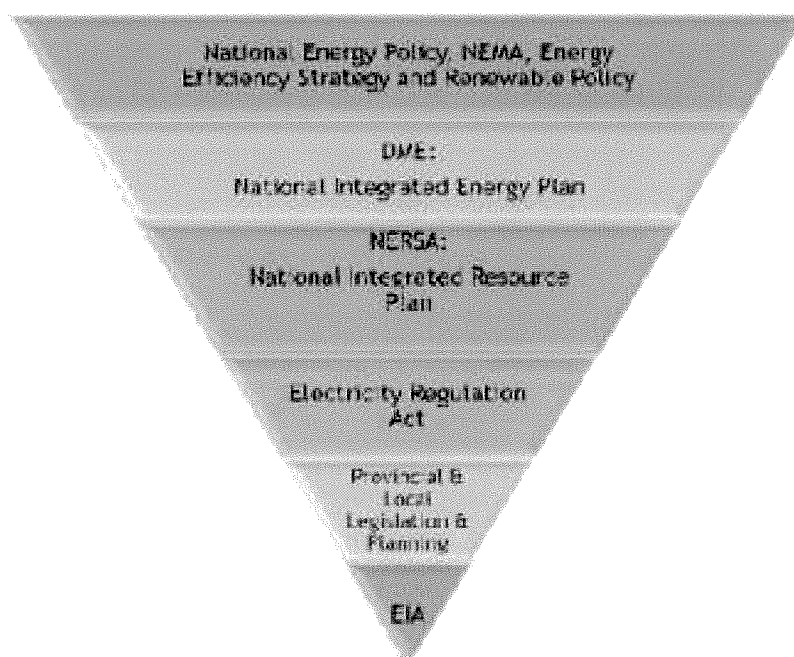 National Energy Policy, NEMA, Energy
Efficiency Strategy and Renewable Policy
DME:
National Integrated Energy Plan
NERSA:
National Integrated Resource
Plan
Electricity Regulation
Act
Provincial &
Local
Legislation &
Planning
EIA